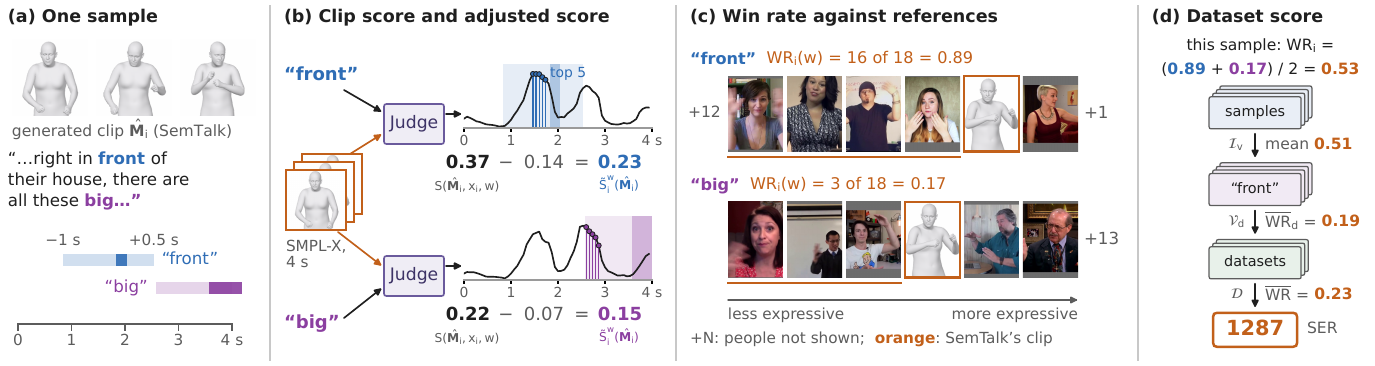 (a) One sample
generated clip M̂ᵢ (SemTalk)
“…right in front of
their house, there are
all these big…”
−1 s +0.5 s
“front”
“big”
0 1 2 3 4 s
(b) Clip score and adjusted score
“front”
Judge
top 5
0 1 2 3 4 s
0.37 − 0.14 = 0.23
S(M̂ᵢ, xᵢ, w) S̃ᵢʷ(M̂ᵢ)
SMPL-X,
4 s
Judge
“big”
0 1 2 3 4 s
0.22 − 0.07 = 0.15
S(M̂ᵢ, xᵢ, w) S̃ᵢʷ(M̂ᵢ)
(c) Win rate against references
“front” WRᵢ(w) = 16 of 18 = 0.89
+12 +1
“big” WRᵢ(w) = 3 of 18 = 0.17
+13
less expressive more expressive
+N: people not shown; orange: SemTalk’s clip
(d) Dataset score
this sample: WRᵢ =
(0.89 + 0.17) / 2 = 0.53
samples
ℐᵥ mean 0.51
“front”
𝒱d W̅R̅d = 0.19
datasets
𝒟 W̅R̅ = 0.23
1287 SER